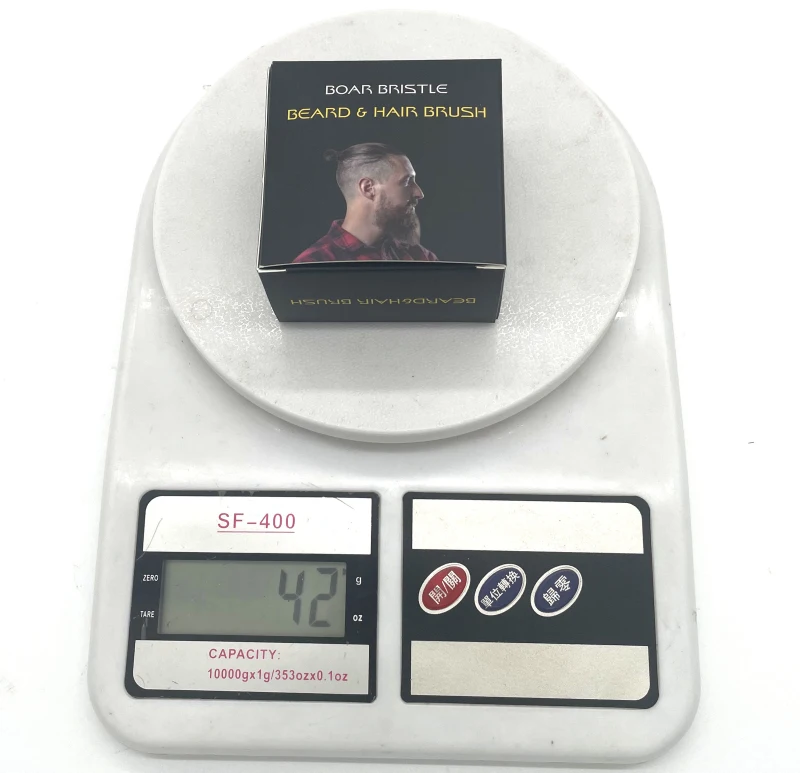 BOAR BRISTLE
BEARD & HAIR BRUSH
BEARD&HAIR BRUSH
SF-400
ZERO
TARE
42
g
oz
CAPACITY:
10000gx1g/353ozx0.1oz
開/關
單位轉換
歸零